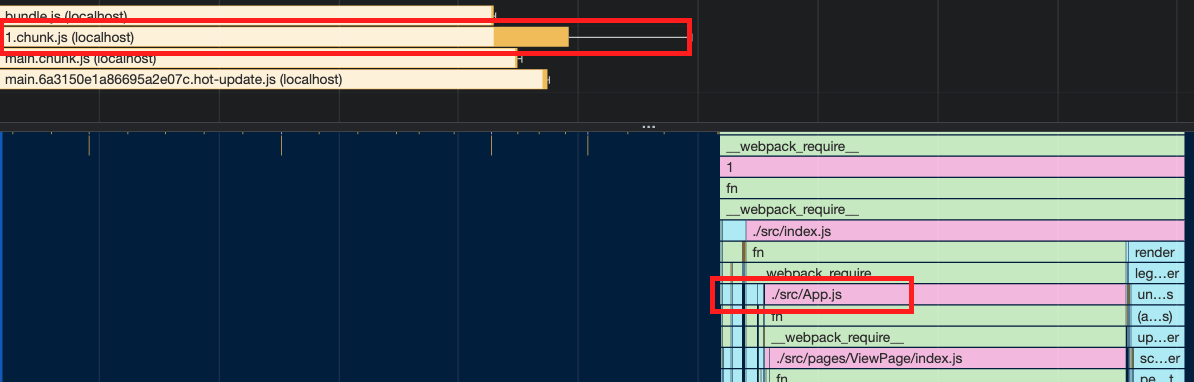 bundle.js (localhost)
1.chunk.js (localhost)
main.chunk.js (localhost)
main.6a3150e1a86695a2e07c.hot-update.js (localhost)
...
__webpack_require__
1
fn
__webpack_require__
./src/index.js
fn render
__webpack_require__ leg…er
./src/App.js un…s
fn (a…s)
__webpack_require__ up…er
./src/pages/ViewPage/index.js sc…er
fn pe…t